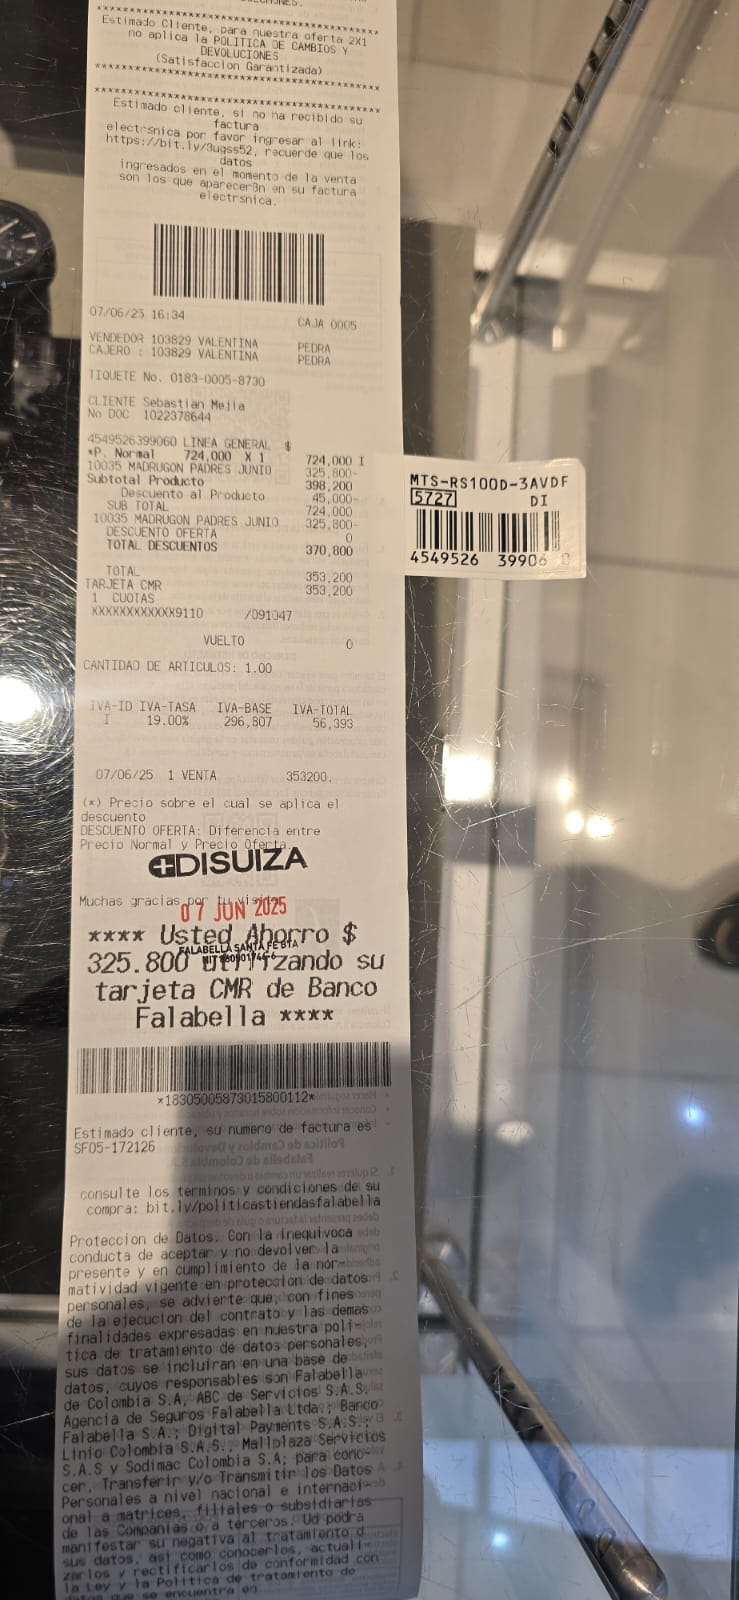 Estimado Cliente, para nuestra oferta 2X1
no aplica la POLITICA DE CAMBIOS Y
DEVOLUCIONES
(Satisfaccion Garantizada)
Estimado cliente, si no ha recibido su
factura
electrsnica por favor ingresar al link:
https://bit.ly/3ugss52, recuerde que los
datos
ingresados en el momento de la venta
son los que aparecer8n en su factura
electrsnica.
07/06/25 16:34 CAJA 0005
VENDEDOR 103829 VALENTINA PEDRA
CAJERO : 103829 VALENTINA PEDRA
TIQUETE No. 0183-0005-8730
CLIENTE Sebastian Mejia
No DOC 1022378644
4549526399060 LINEA GENERAL $
*P. Normal 724,000 X 1 724,000 I
10035 MADRUGON PADRES JUNIO 325,800-
Subtotal Producto 398,200
Descuento al Producto 45,000-
SUB TOTAL 724,000
10035 MADRUGON PADRES JUNIO 325,800-
DESCUENTO OFERTA 0
TOTAL DESCUENTOS 370,800
TOTAL 353,200
TARJETA CMR 353,200
1 CUOTAS
XXXXXXXXXXXX9110 /091047
VUELTO 0
CANTIDAD DE ARTICULOS: 1.00
IVA-ID IVA-TASA IVA-BASE IVA-TOTAL
I 19.00% 296,807 56,393
07/06/25 1 VENTA 353200.
(*) Precio sobre el cual se aplica el
descuento
DESCUENTO OFERTA: Diferencia entre
Precio Normal y Precio Oferta.
DISUIZA
Muchas gracias por tu visita
07 JUN 2025
**** Usted Ahorro $
FALABELLA SANTA FE BTA
325.800 utilizando su
tarjeta CMR de Banco
Falabella ****
*18305005873015800112*
Estimado cliente, su numero de factura es
SF05-172126
consulte los terminos y condiciones de su
compra: bit.ly/politicastiendasfalabella
Proteccion de Datos. Con la inequivoca
conducta de aceptar y no devolver la
presente y en cumplimiento de la nor-
matividad vigente en proteccion de datos
personales, se advierte que, con fines
de la ejecucion del contrato y las demas
finalidades expresadas en nuestra poli-
tica de tratamiento de datos personales,
sus datos se incluiran en una base de
datos, cuyos responsables son Falabella
de Colombia S.A, ABC de Servicios S.A.S,
Agencia de Seguros Falabella Ltda.; Banco
Falabella S.A.; Digital Payments S.A.S.;
Linio Colombia S.A.S., Mallplaza Servicios
S.A.S y Sodimac Colombia S.A; para cono-
cer, Transferir y/o Transmitir los Datos
Personales a nivel nacional e internaci-
onal a matrices, filiales o subsidiarias
de las Companias o a terceros. Ud podra
manifestar su negativa al tratamiento d
sus datos, asi como conocerlos, actuali-
zarlos y rectificarlos de conformidad con
la Ley y la Politica de tratamiento de
MTS-RS100D-3AVDF
5727 DI
4549526 39906 0